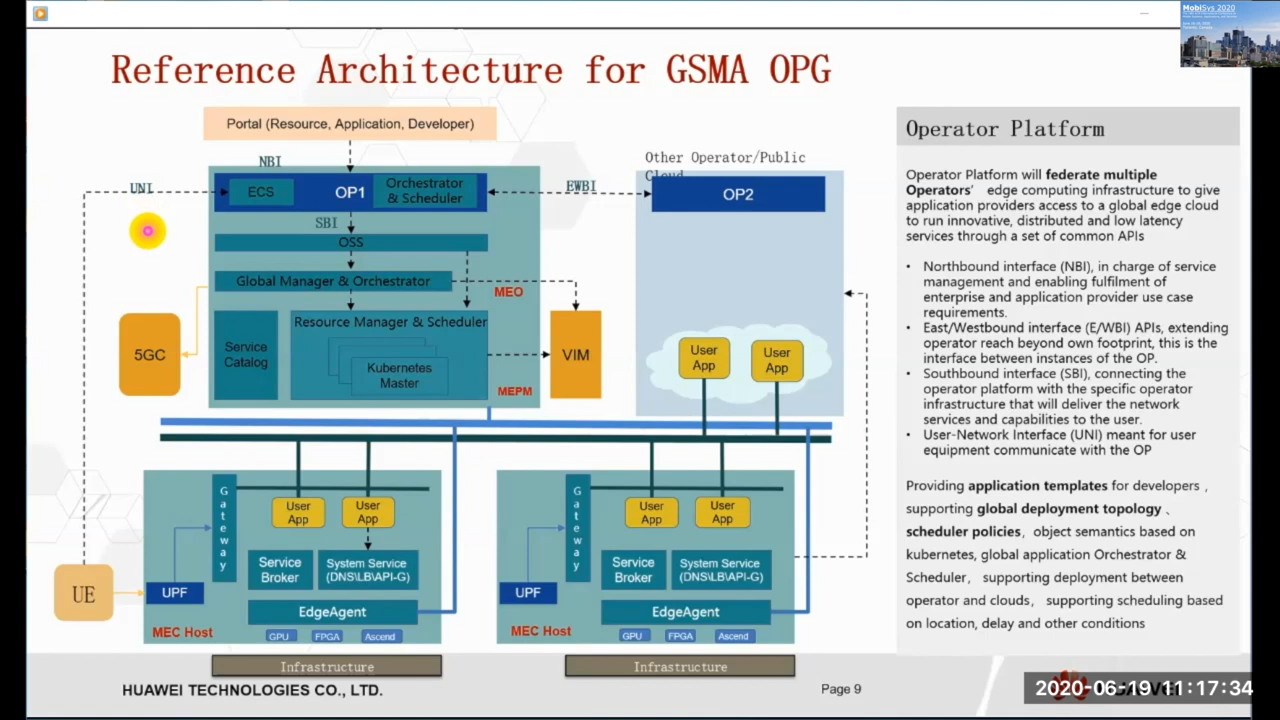 MobiSys 2020
Reference Architecture for GSMA OPG
Portal (Resource, Application, Developer)
NBI
UNI
ECS
OP1
Orchestrator
& Scheduler
EWBI
Other Operator/Public
Cloud
OP2
SBI
OSS
Global Manager & Orchestrator
MEO
5GC
Service
Catalog
Resource Manager & Scheduler
Kubernetes
Master
MEPM
VIM
User
App
User
App
Gateway
User
App
User
App
Service
Broker
System Service
(DNS\LB\API-G)
UE
UPF
EdgeAgent
MEC Host
GPU
FPGA
Ascend
Infrastructure
Gateway
User
App
User
App
Service
Broker
System Service
(DNS\LB\API-G)
UPF
EdgeAgent
MEC Host
GPU
FPGA
Ascend
Infrastructure
Operator Platform
Operator Platform will federate multiple
Operators' edge computing infrastructure to give
application providers access to a global edge cloud
to run innovative, distributed and low latency
services through a set of common APIs
• Northbound interface (NBI), in charge of service
management and enabling fulfilment of
enterprise and application provider use case
requirements.
• East/Westbound interface (E/WBI) APIs, extending
operator reach beyond own footprint, this is the
interface between instances of the OP.
• Southbound interface (SBI), connecting the
operator platform with the specific operator
infrastructure that will deliver the network
services and capabilities to the user.
• User-Network Interface (UNI) meant for user
equipment communicate with the OP
Providing application templates for developers ,
supporting global deployment topology 、
scheduler policies， object semantics based on
kubernetes, global application Orchestrator &
Scheduler， supporting deployment between
operator and clouds， supporting scheduling based
on location, delay and other conditions
HUAWEI TECHNOLOGIES CO., LTD.
Page 9
2020-06-19 11:17:34